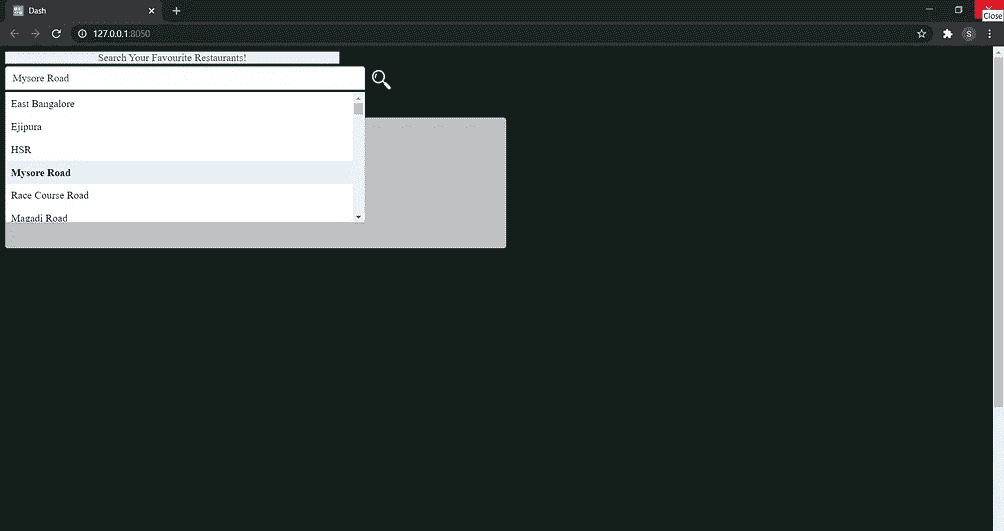 Dash
Close
127.0.0.1:8050
S
Search Your Favourite Restaurants!
Mysore Road
East Bangalore
Ejipura
HSR
Mysore Road
Race Course Road
Magadi Road